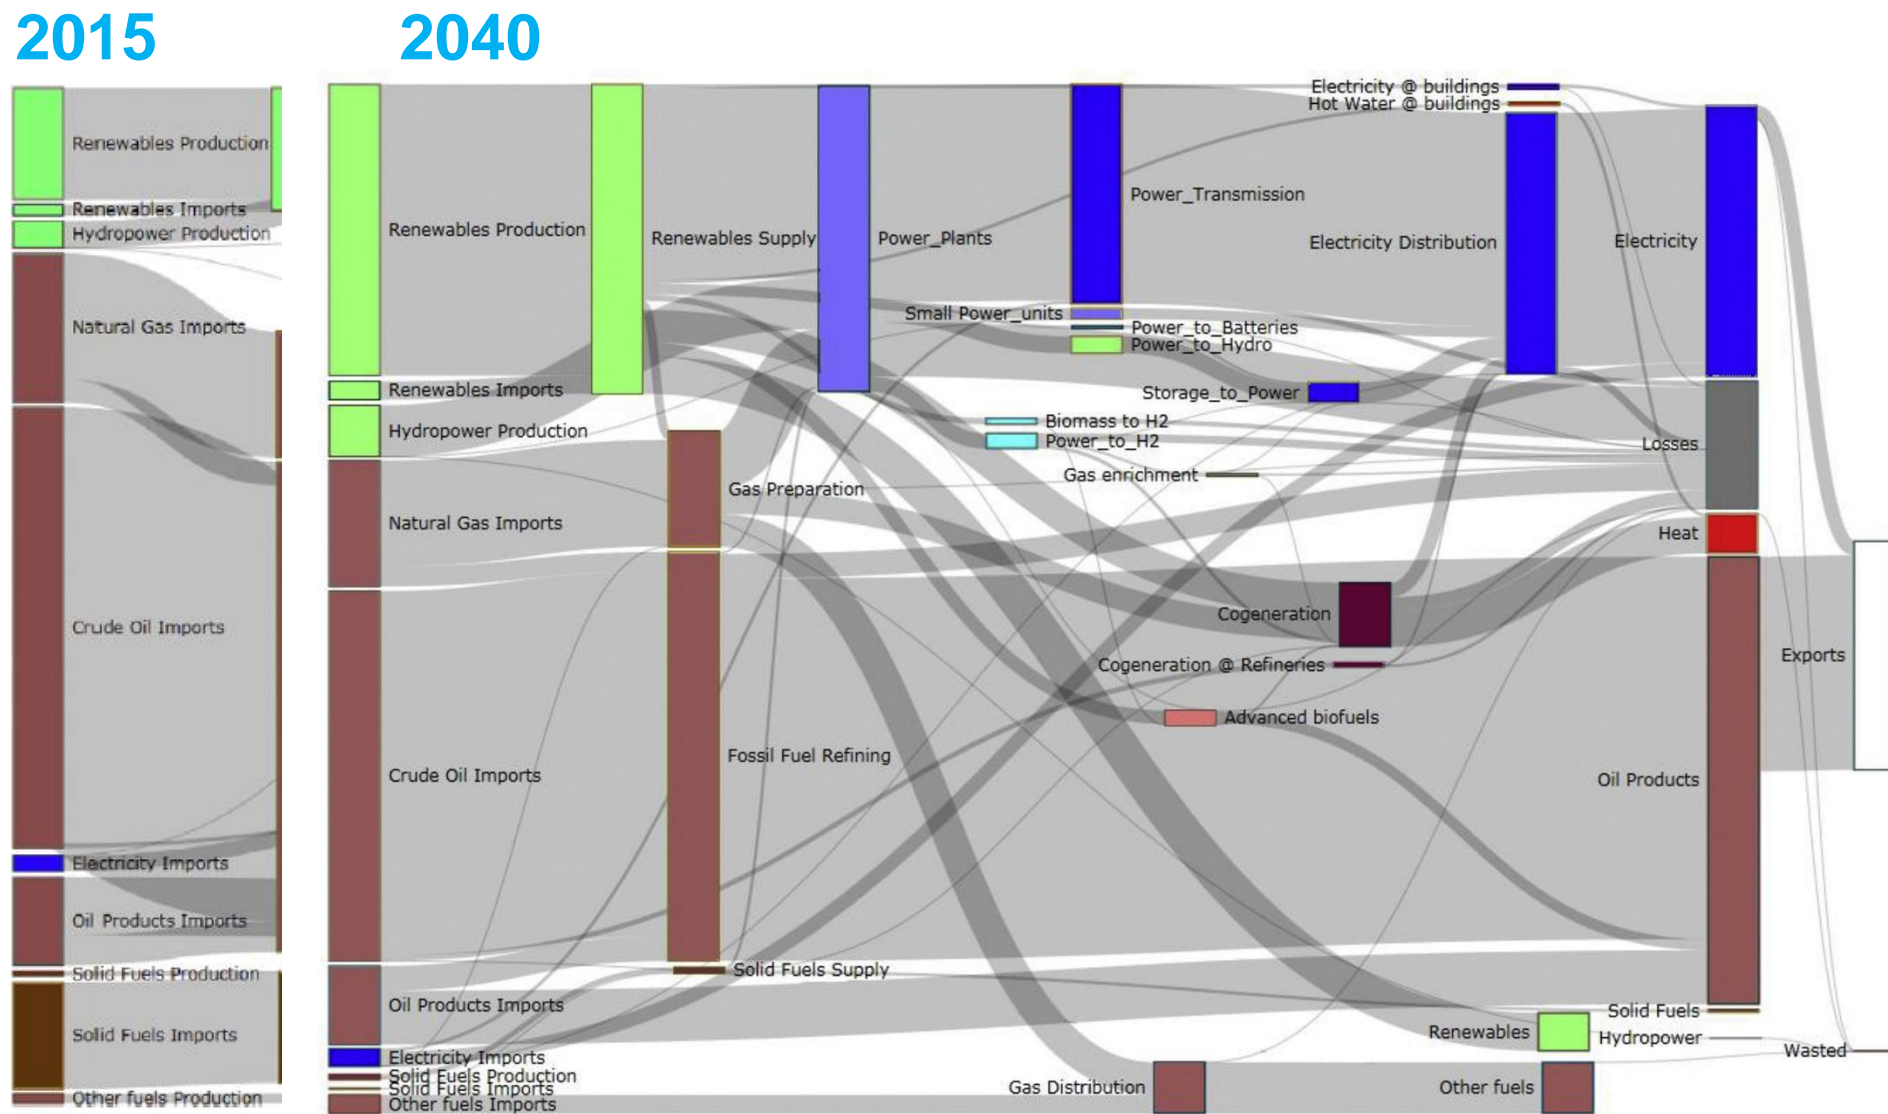 2015
2040
Renewables Production
Renewables Imports
Hydropower Production
Natural Gas Imports
Crude Oil Imports
Electricity Imports
Oil Products Imports
Solid Fuels Production
Solid Fuels Imports
Other fuels Production
Renewables Production
Renewables Imports
Hydropower Production
Natural Gas Imports
Crude Oil Imports
Oil Products Imports
Electricity Imports
Solid Fuels Production
Solid Fuels Imports
Other fuels Imports
Renewables Supply
Gas Preparation
Fossil Fuel Refining
Solid Fuels Supply
Power_Plants
Power_Transmission
Small Power_units
Power_to_Batteries
Power_to_Hydro
Storage_to_Power
Biomass to H2
Power_to_H2
Gas enrichment
Cogeneration
Cogeneration @ Refineries
Advanced biofuels
Gas Distribution
Electricity @ buildings
Hot Water @ buildings
Electricity Distribution
Electricity
Losses
Heat
Oil Products
Solid Fuels
Renewables
Hydropower
Other fuels
Exports
Wasted